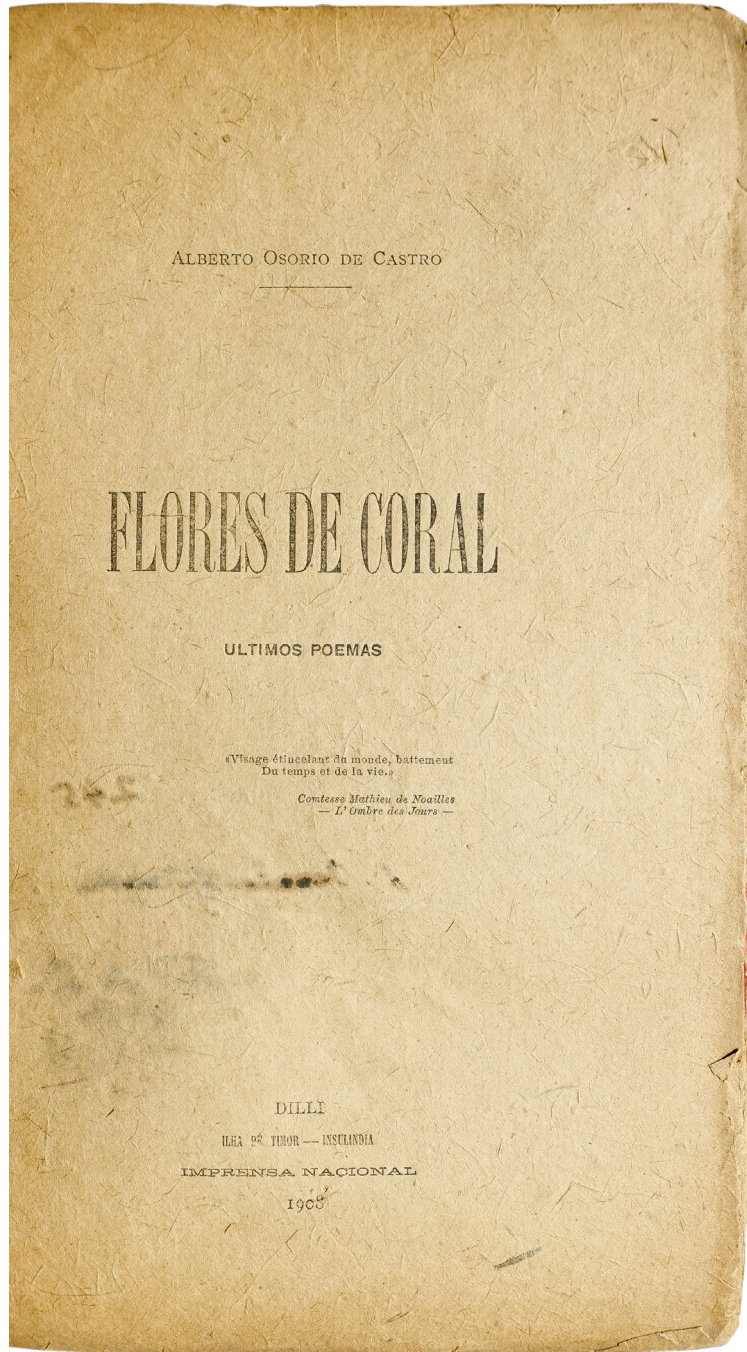 ALBERTO OSORIO DE CASTRO
FLORES DE CORAL
ULTIMOS POEMAS
«Visage étincelant du monde, battement
Du temps et de la vie.»
Comtesse Mathieu de Noailles
— L' Ombre des Jours —
DILLI
ILHA DE TIMOR — INSULINDIA
IMPRENSA NACIONAL
1908